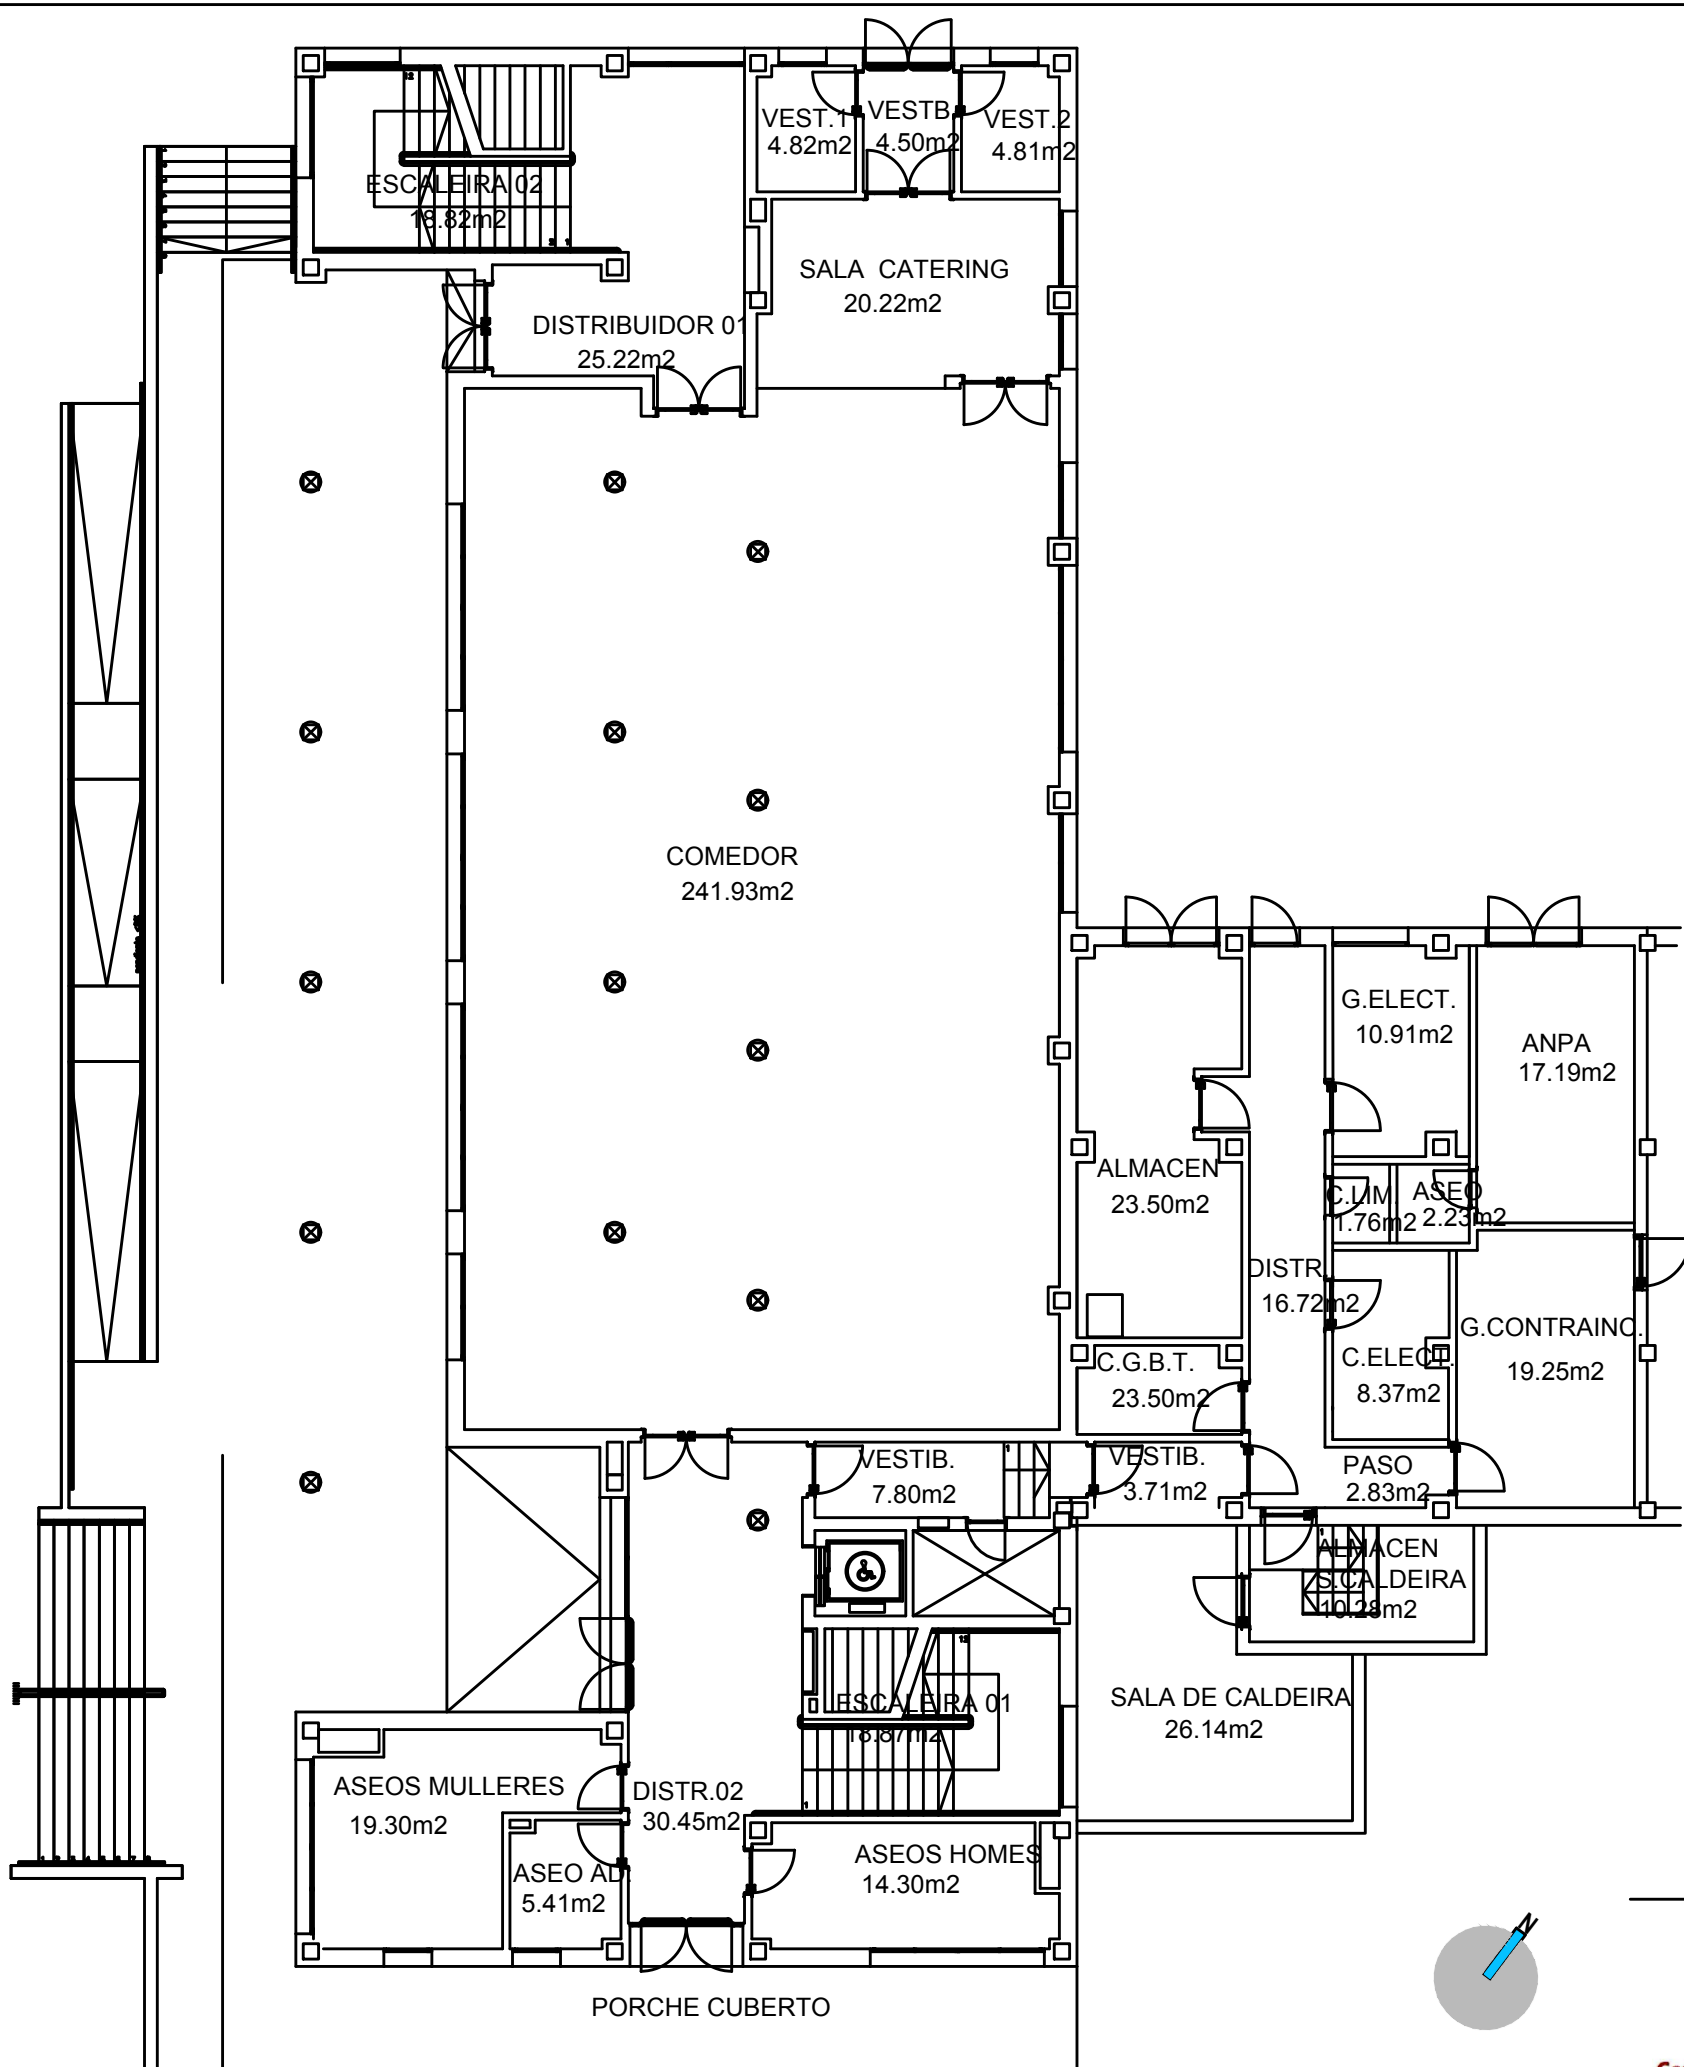 VEST.1
4.82m2
VESTB.
4.50m2
VEST.2
4.81m2
ESCALEIRA 02
18.82m2
SALA CATERING
20.22m2
DISTRIBUIDOR 01
25.22m2
COMEDOR
241.93m2
G.ELECT.
10.91m2
ANPA
17.19m2
ALMACEN
23.50m2
C.LIM.
1.76m2
ASEO
2.23m2
DISTR.
16.72m2
G.CONTRAINC.
19.25m2
C.G.B.T.
23.50m2
C.ELECT.
8.37m2
VESTIB.
7.80m2
VESTIB.
3.71m2
PASO
2.83m2
ALMACEN
S.CALDEIRA
10.28m2
ESCALEIRA 01
18.87m2
SALA DE CALDEIRA
26.14m2
ASEOS MULLERES
19.30m2
DISTR.02
30.45m2
ASEO AD.
5.41m2
ASEOS HOMES
14.30m2
N
PORCHE CUBERTO